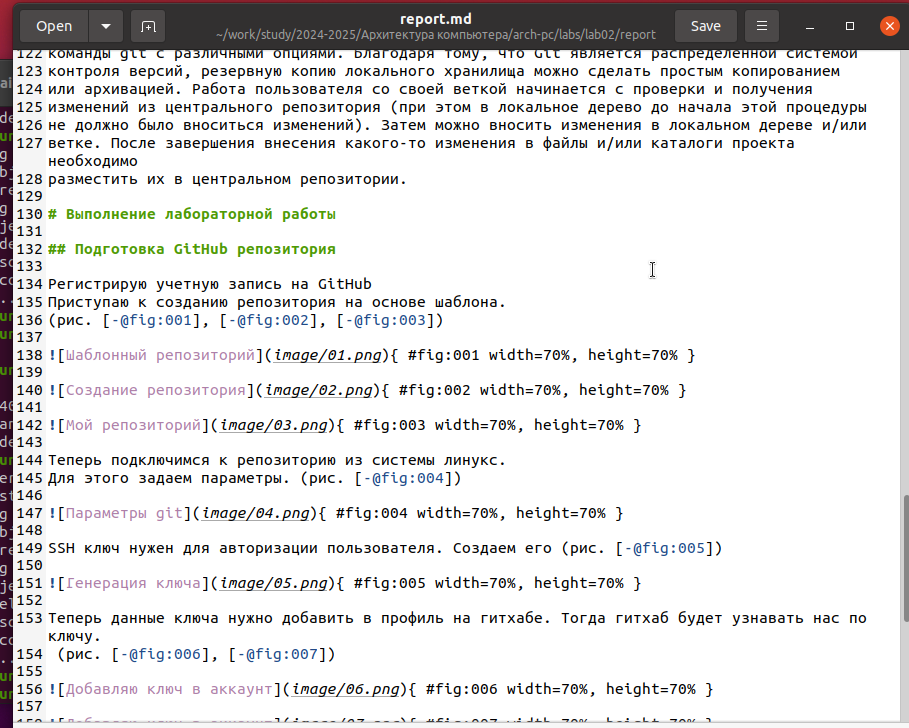 Open
report.md
~/work/study/2024-2025/Архитектура компьютера/arch-pc/labs/lab02/report
Save
122 команды git с различными опциями. Благодаря тому, что Git является распределенной системой
123 контроля версий, резервную копию локального хранилища можно сделать простым копированием
124 или архивацией. Работа пользователя со своей веткой начинается с проверки и получения
125 изменений из центрального репозитория (при этом в локальное дерево до начала этой процедуры
126 не должно было вноситься изменений). Затем можно вносить изменения в локальном дереве и/или
127 ветке. После завершения внесения какого-то изменения в файлы и/или каталоги проекта
необходимо
128 разместить их в центральном репозитории.
129
130 # Выполнение лабораторной работы
131
132 ## Подготовка GitHub репозитория
133
134 Регистрирую учетную запись на GitHub
135 Приступаю к созданию репозитория на основе шаблона.
136 (рис. [-@fig:001], [-@fig:002], [-@fig:003])
137
138 ![Шаблонный репозиторий](image/01.png){ #fig:001 width=70%, height=70% }
139
140 ![Создание репозитория](image/02.png){ #fig:002 width=70%, height=70% }
141
142 ![Мой репозиторий](image/03.png){ #fig:003 width=70%, height=70% }
143
144 Теперь подключимся к репозиторию из системы линукс.
145 Для этого задаем параметры. (рис. [-@fig:004])
146
147 ![Параметры git](image/04.png){ #fig:004 width=70%, height=70% }
148
149 SSH ключ нужен для авторизации пользователя. Создаем его (рис. [-@fig:005])
150
151 ![Генерация ключа](image/05.png){ #fig:005 width=70%, height=70% }
152
153 Теперь данные ключа нужно добавить в профиль на гитхабе. Тогда гитхаб будет узнавать нас по
ключу.
154  (рис. [-@fig:006], [-@fig:007])
155
156 ![Добавляю ключ в аккаунт](image/06.png){ #fig:006 width=70%, height=70% }
157